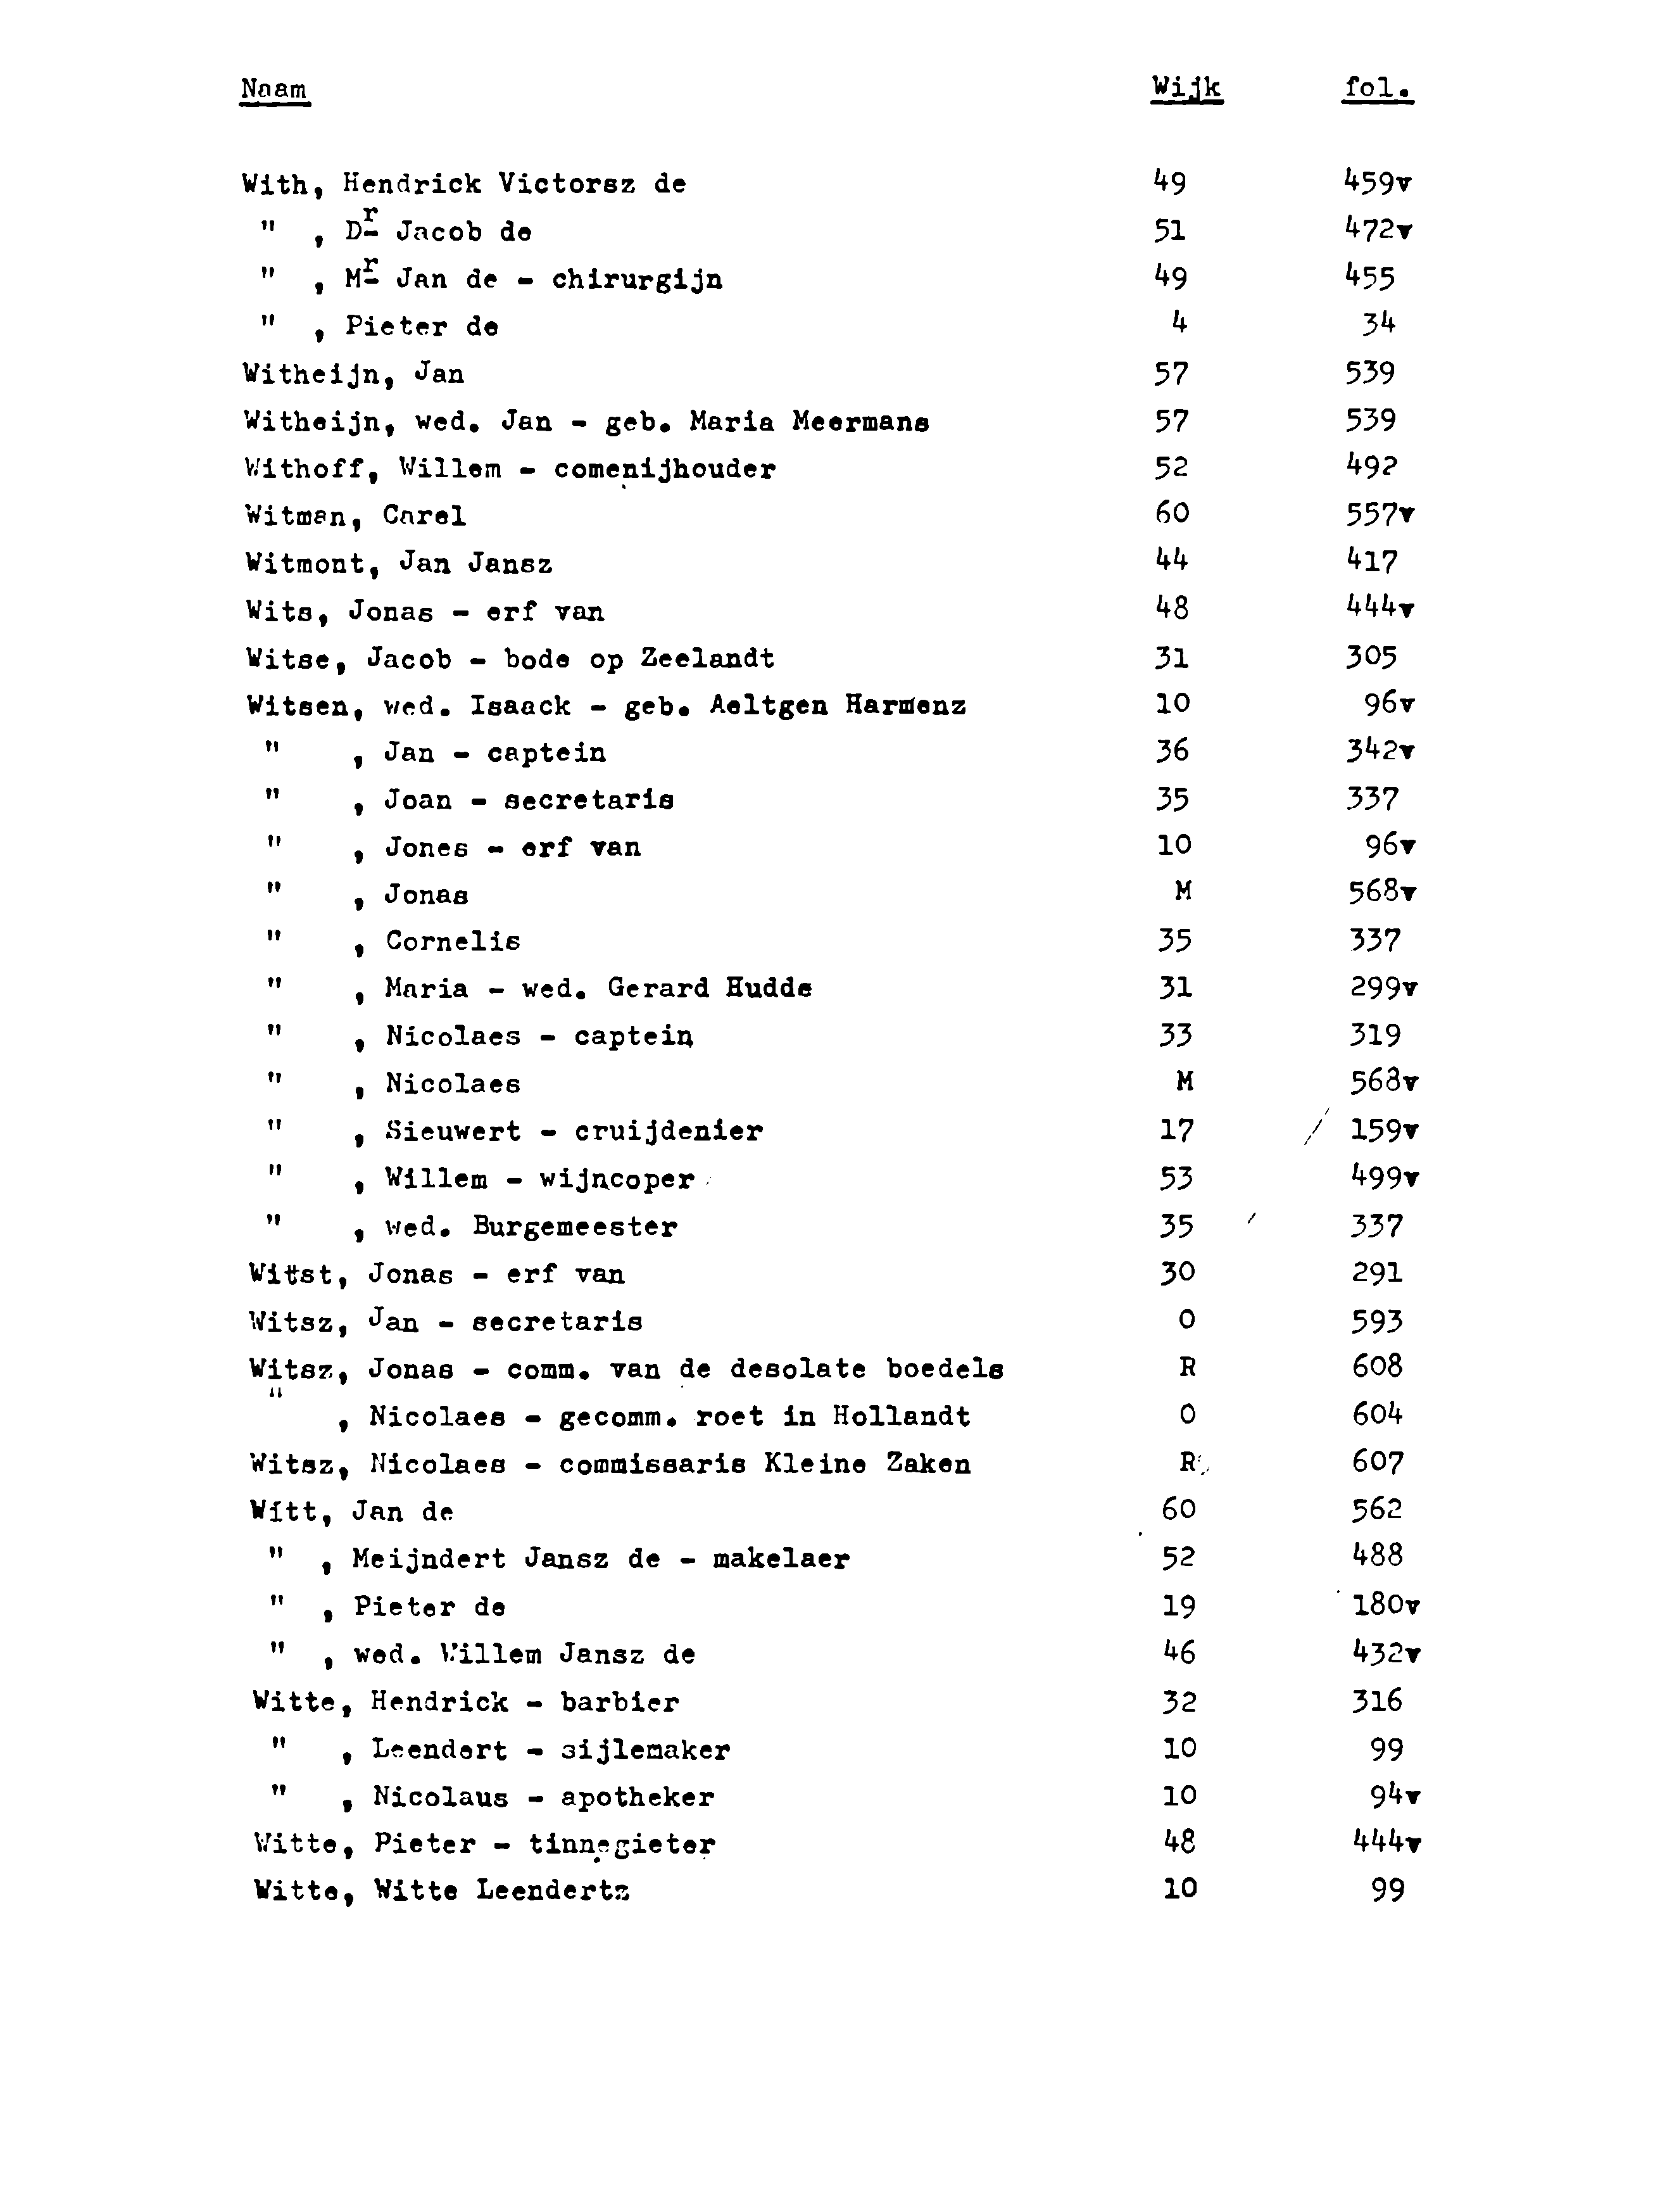 Naam Wijk fol.
With, Hendrick Victorsz de 49 459v
" , Dr Jacob de 51 472v
" , Mr Jan de - chirurgijn 49 455
" , Pieter de 4 34
Witheijn, Jan 57 539
Witheijn, wed. Jan - geb. Maria Meermans 57 539
Withoff, Willem - comenijhouder 52 492
Witman, Carel 60 557v
Witmont, Jan Jansz 44 417
Wits, Jonas - erf van 48 444v
Witse, Jacob - bode op Zeelandt 31 305
Witsen, wed. Isaack - geb. Aeltgen Harmenz 10 96v
" , Jan - captein 36 342v
" , Joan - secretaris 35 337
" , Jones - erf van 10 96v
" , Jonas M 568v
" , Cornelis 35 337
" , Maria - wed. Gerard Hudde 31 299v
" , Nicolaes - captein 33 319
" , Nicolaes M 568v
" , Sieuwert - cruijdenier 17 159v
" , Willem - wijncoper 53 499v
" , wed. Burgemeester 35 337
Witst, Jonas - erf van 30 291
Witsz, Jan - secretaris O 593
Witsz, Jonas - comm. van de desolate boedels R 608
" , Nicolaes - gecomm. roet in Hollandt O 604
Witsz, Nicolaes - commissaris Kleine Zaken R 607
Witt, Jan de 60 562
" , Meijndert Jansz de - makelaer 52 488
" , Pieter de 19 180v
" , wed. Willem Jansz de 46 432v
Witte, Hendrick - barbier 32 316
" , Leendert - sijlemaker 10 99
" , Nicolaus - apotheker 10 94v
Witte, Pieter - tinnegieter 48 444v
Witte, Witte Leendertz 10 99